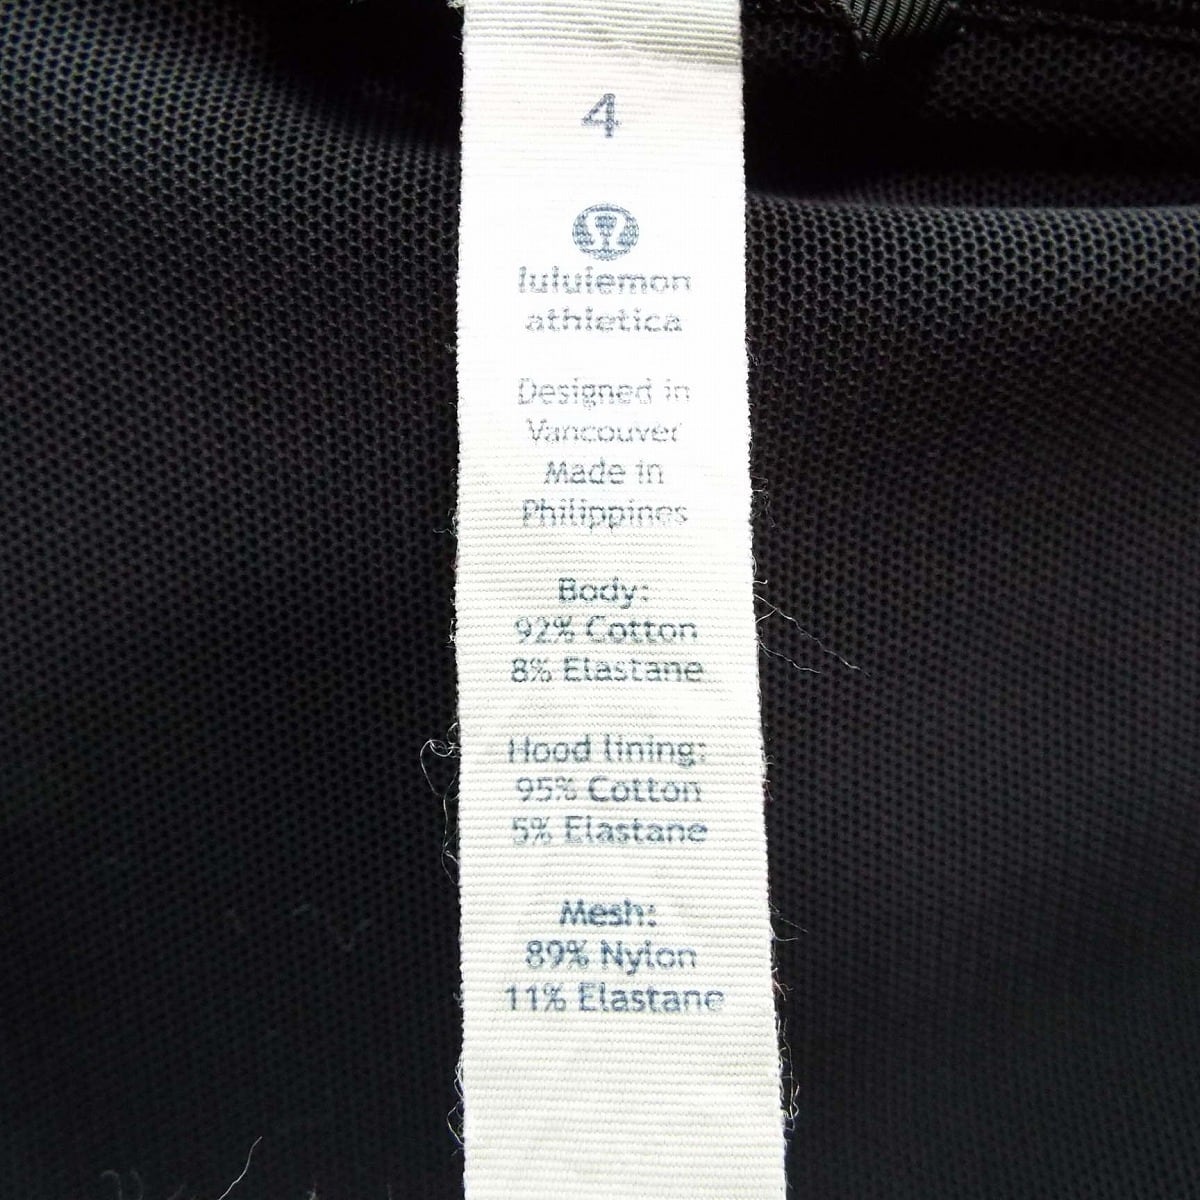 4
lululemon
athletica
Designed in
Vancouver
Made in
Philippines
Body:
92% Cotton
8% Elastane
Hood lining:
95% Cotton
5% Elastane
Mesh:
89% Nylon
11% Elastane